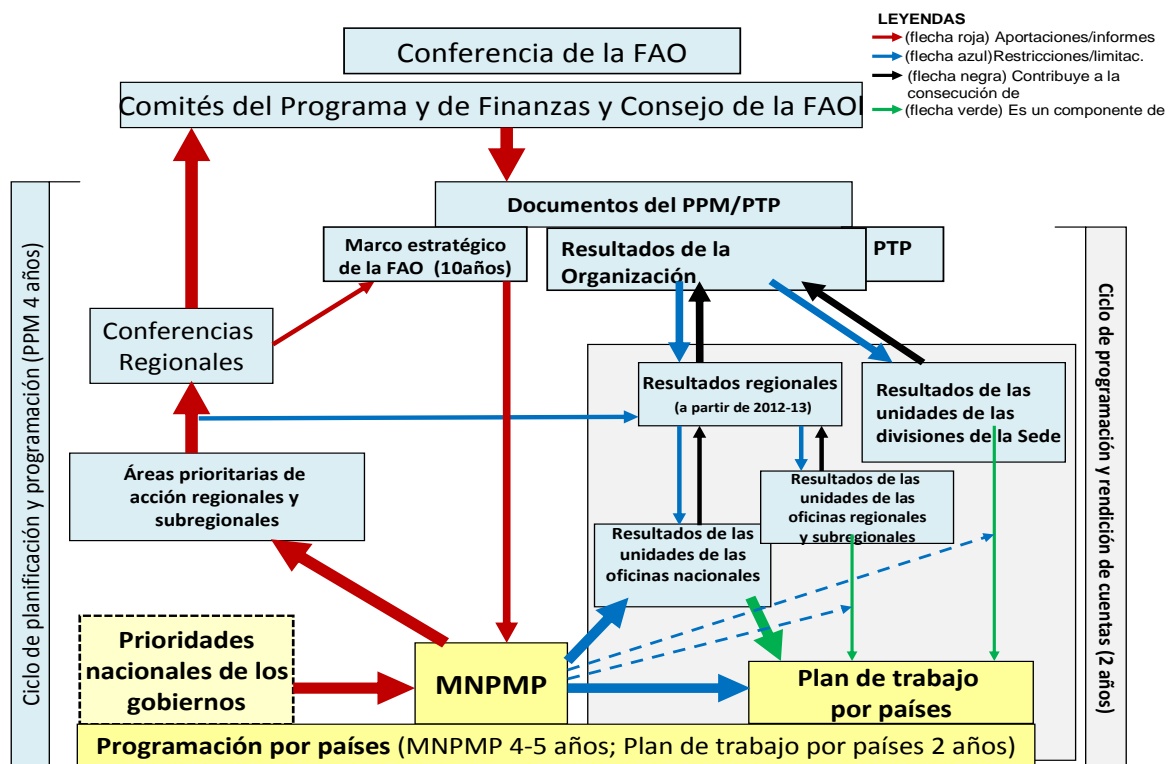 LEYENDAS
(flecha roja) Aportaciones/informes
(flecha azul)Restricciones/limitac.
(flecha negra) Contribuye a la
consecución de
(flecha verde) Es un componente de
Conferencia de la FAO
Comités del Programa y de Finanzas y Consejo de la FAOl
Documentos del PPM/PTP
Marco estratégico
de la FAO (10años)
Resultados de la
Organización
PTP
Conferencias
Regionales
Resultados regionales
(a partir de 2012-13)
Resultados de las
unidades de las
divisiones de la Sede
Áreas prioritarias de
acción regionales y
subregionales
Resultados de las
unidades de las
oficinas regionales
y subregionales
Resultados de las
unidades de las
oficinas nacionales
Prioridades
nacionales de los
gobiernos
MNPMP
Plan de trabajo
por países
Programación por países (MNPMP 4-5 años; Plan de trabajo por países 2 años)
Ciclo de planificación y programación (PPM 4 años)
Ciclo de programación y rendición de cuentas (2 años)